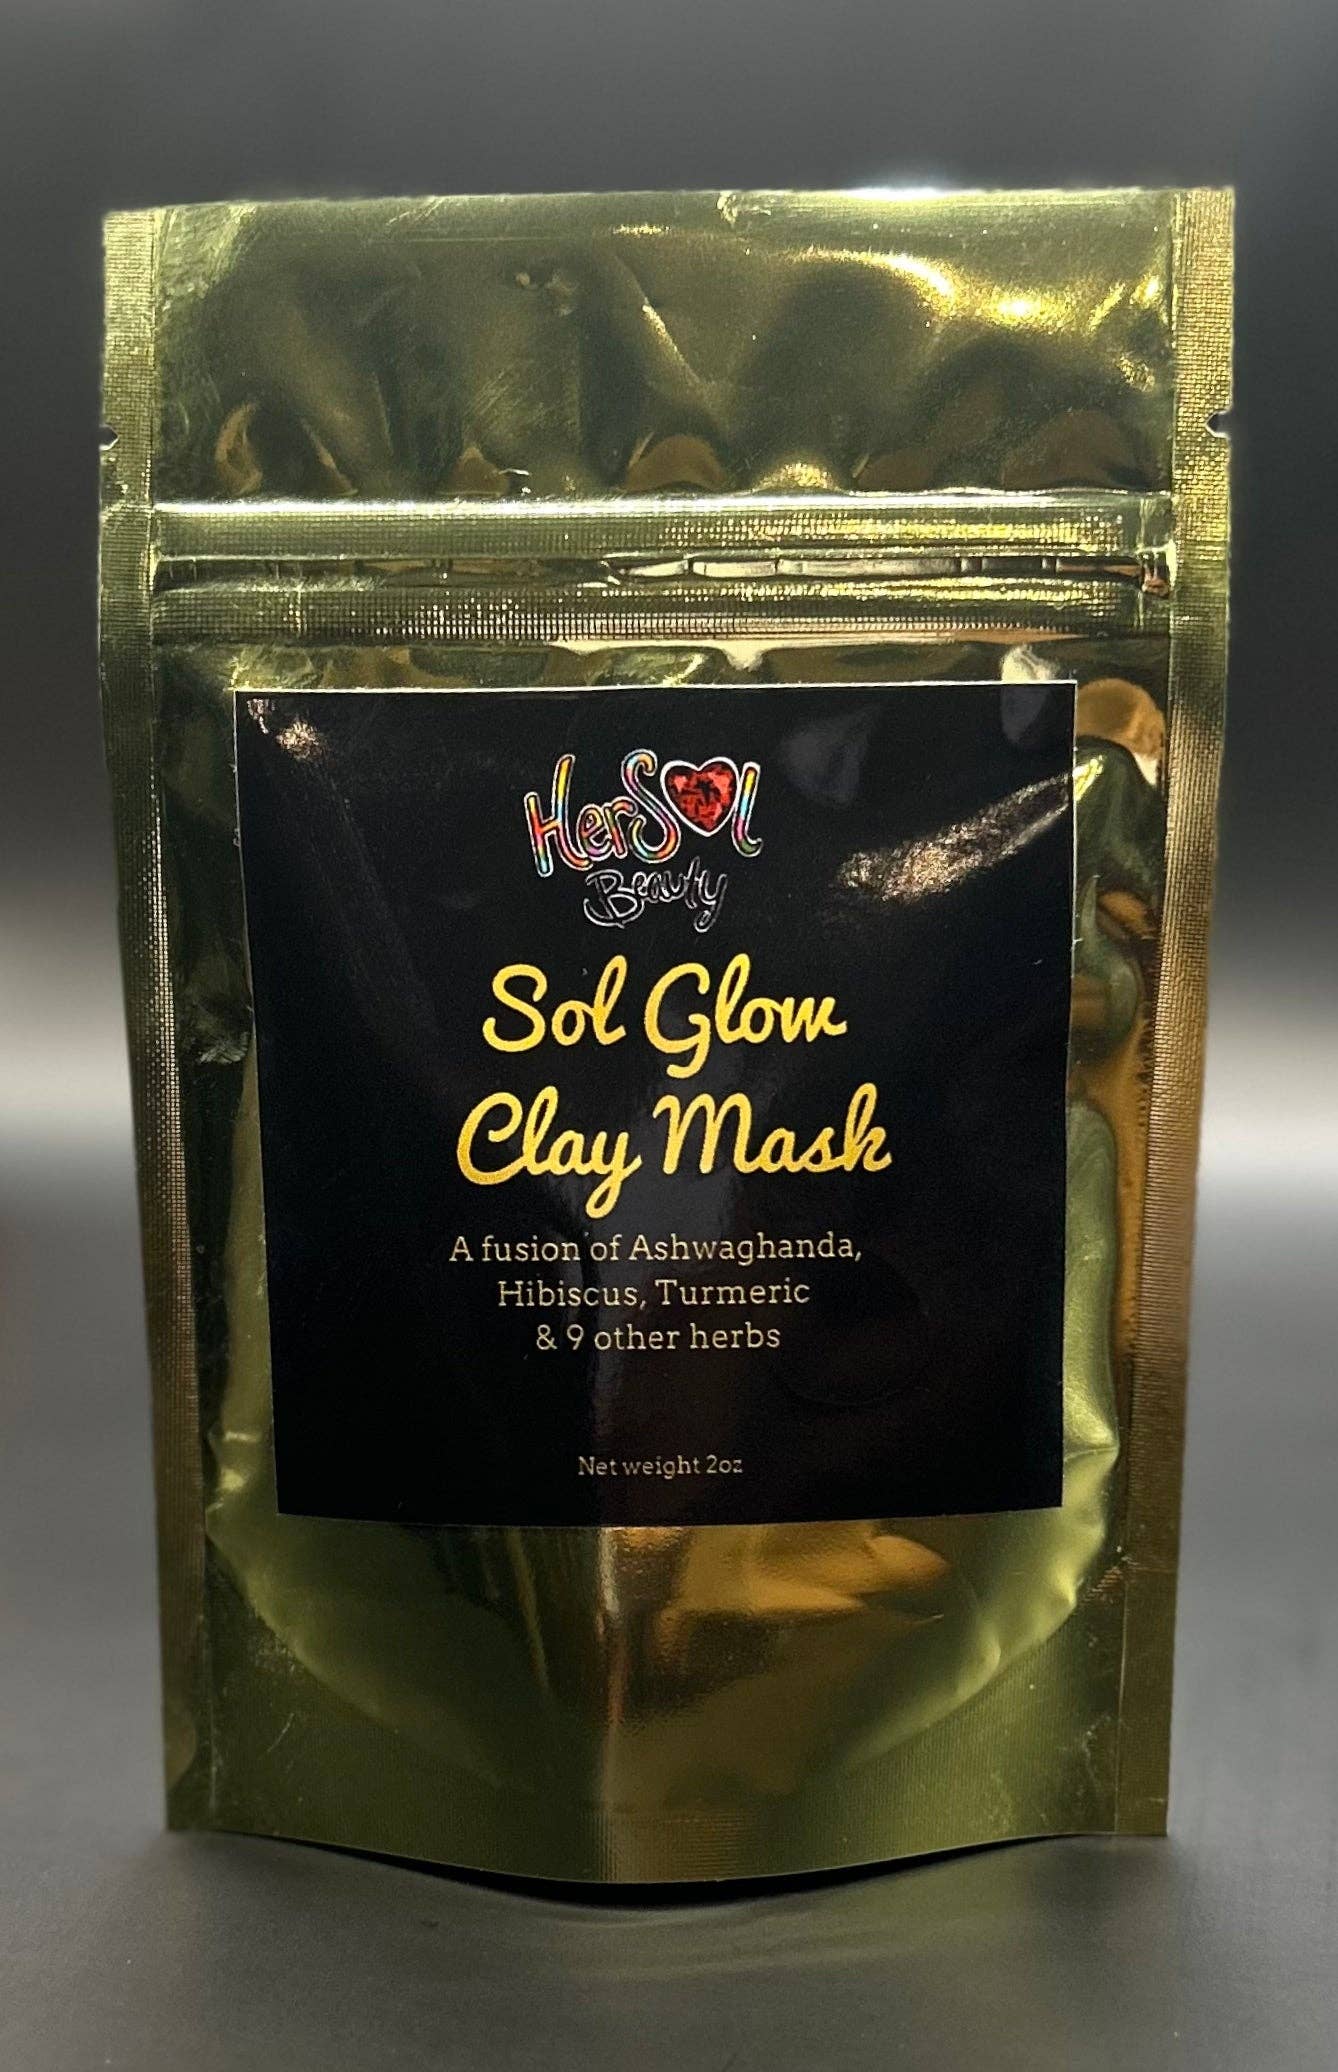 HerSol
Beauty
Sol Glow
Clay Mask
A fusion of Ashwaghanda,
Hibiscus, Turmeric
& 9 other herbs
Net weight 2oz